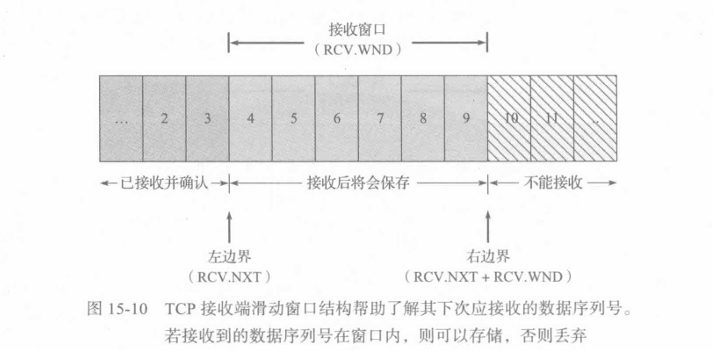 接收窗口
（RCV.WND）
… 2 3 4 5 6 7 8 9 10 11 ..
已接收并确认 接收后将会保存 不能接收
左边界 右边界
（RCV.NXT） （RCV.NXT + RCV.WND）
图 15-10 TCP 接收端滑动窗口结构帮助了解其下次应接收的数据序列号。
若接收到的数据序列号在窗口内，则可以存储，否则丢弃